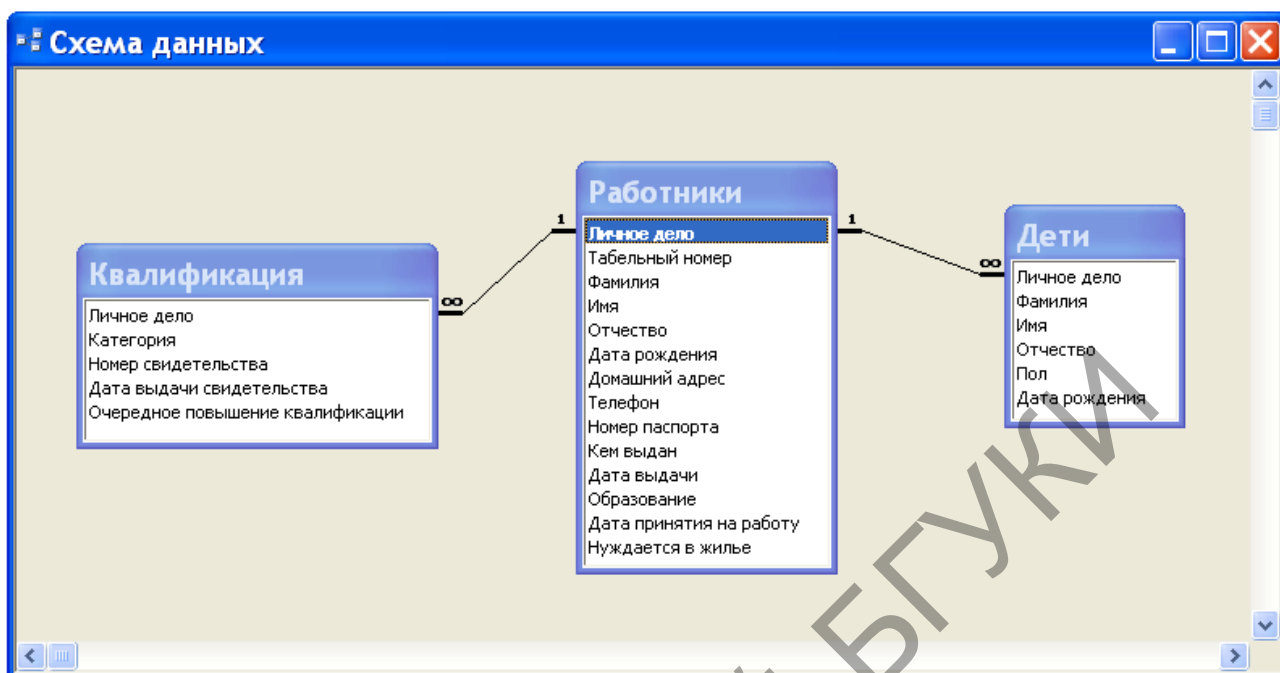 Схема данных
Квалификация
Личное дело
Категория
Номер свидетельства
Дата выдачи свидетельства
Очередное повышение квалификации
∞
1
Работники
Личное дело
Табельный номер
Фамилия
Имя
Отчество
Дата рождения
Домашний адрес
Телефон
Номер паспорта
Кем выдан
Дата выдачи
Образование
Дата принятия на работу
Нуждается в жилье
1
∞
Дети
Личное дело
Фамилия
Имя
Отчество
Пол
Дата рождения
БГУКИ